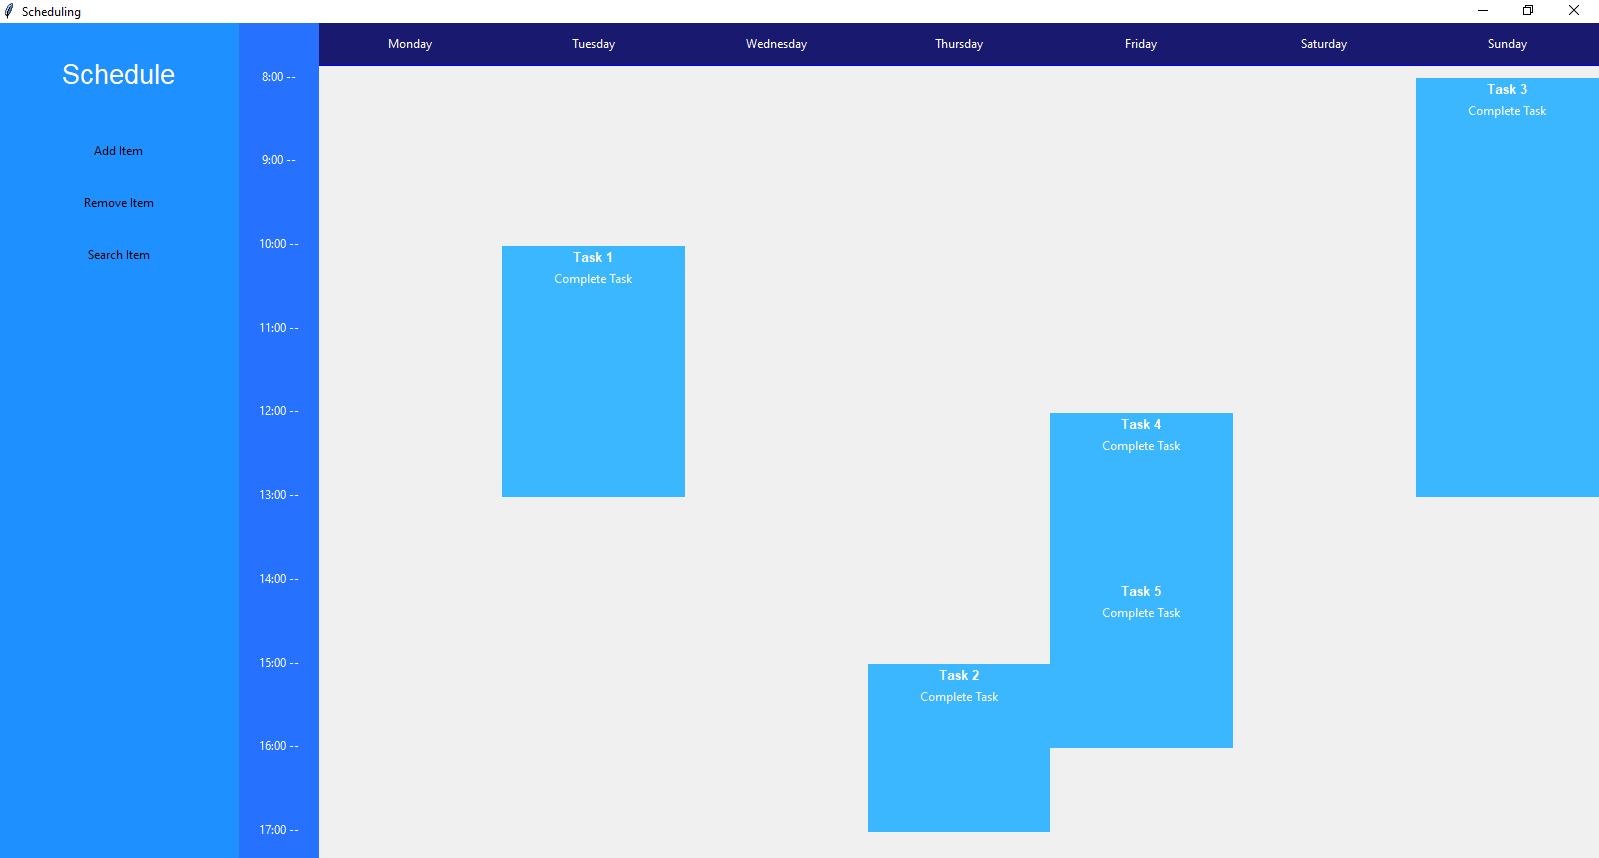 Scheduling
Schedule
Add Item
Remove Item
Search Item
Monday Tuesday Wednesday Thursday Friday Saturday Sunday
8:00 --
9:00 --
10:00 --
11:00 --
12:00 --
13:00 --
14:00 --
15:00 --
16:00 --
17:00 --
Task 1
Complete Task
Task 2
Complete Task
Task 4
Complete Task
Task 5
Complete Task
Task 3
Complete Task